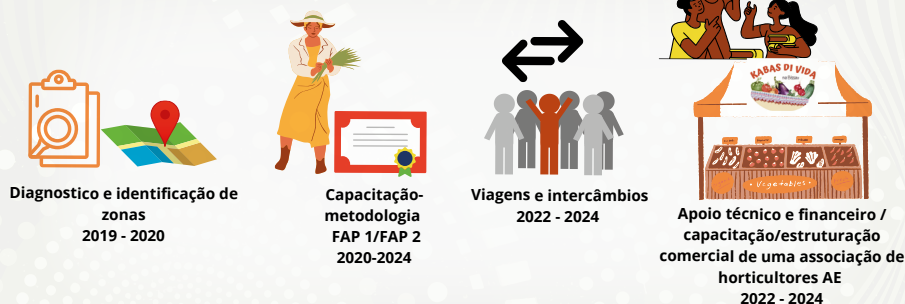 Diagnostico e identificação de
zonas
2019 - 2020
Capacitação-
metodologia
FAP 1/FAP 2
2020-2024
Viagens e intercâmbios
2022 - 2024
KABAS DI VIDA
Vegetables
Apoio técnico e financeiro /
capacitação/estruturação
comercial de uma associação de
horticultores AE
2022 - 2024